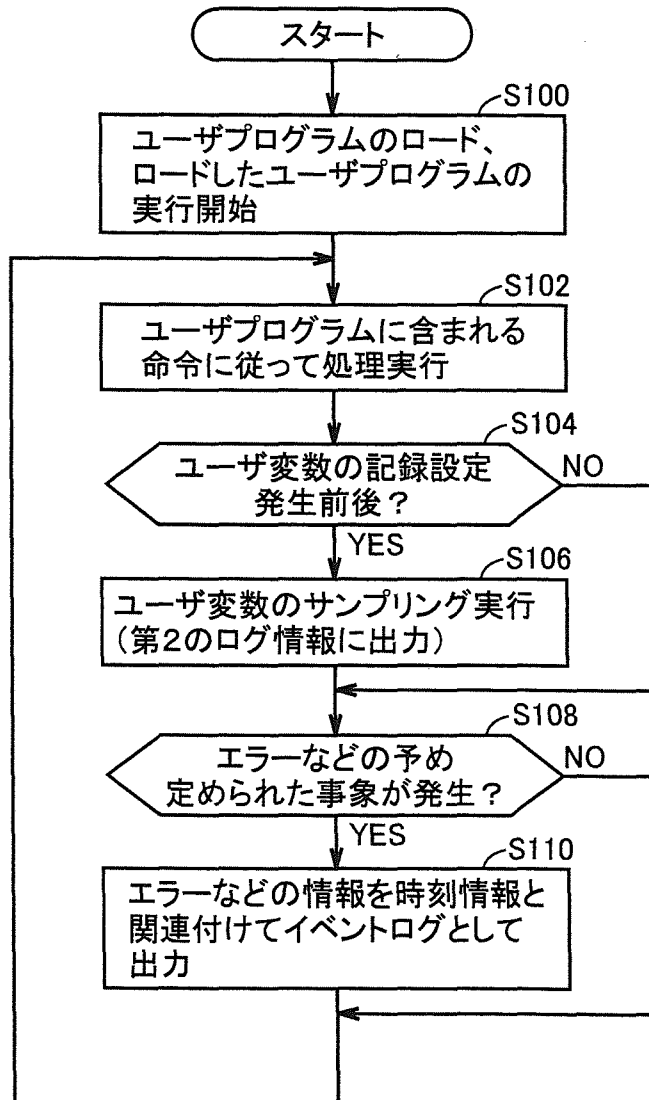 スタート
S100
ユーザプログラムのロード、
ロードしたユーザプログラムの
実行開始
S102
ユーザプログラムに含まれる
命令に従って処理実行
S104
ユーザ変数の記録設定
発生前後?
NO
YES
S106
ユーザ変数のサンプリング実行
(第2のログ情報に出力)
S108
エラーなどの予め
定められた事象が発生?
NO
YES
S110
エラーなどの情報を時刻情報と
関連付けてイベントログとして
出力